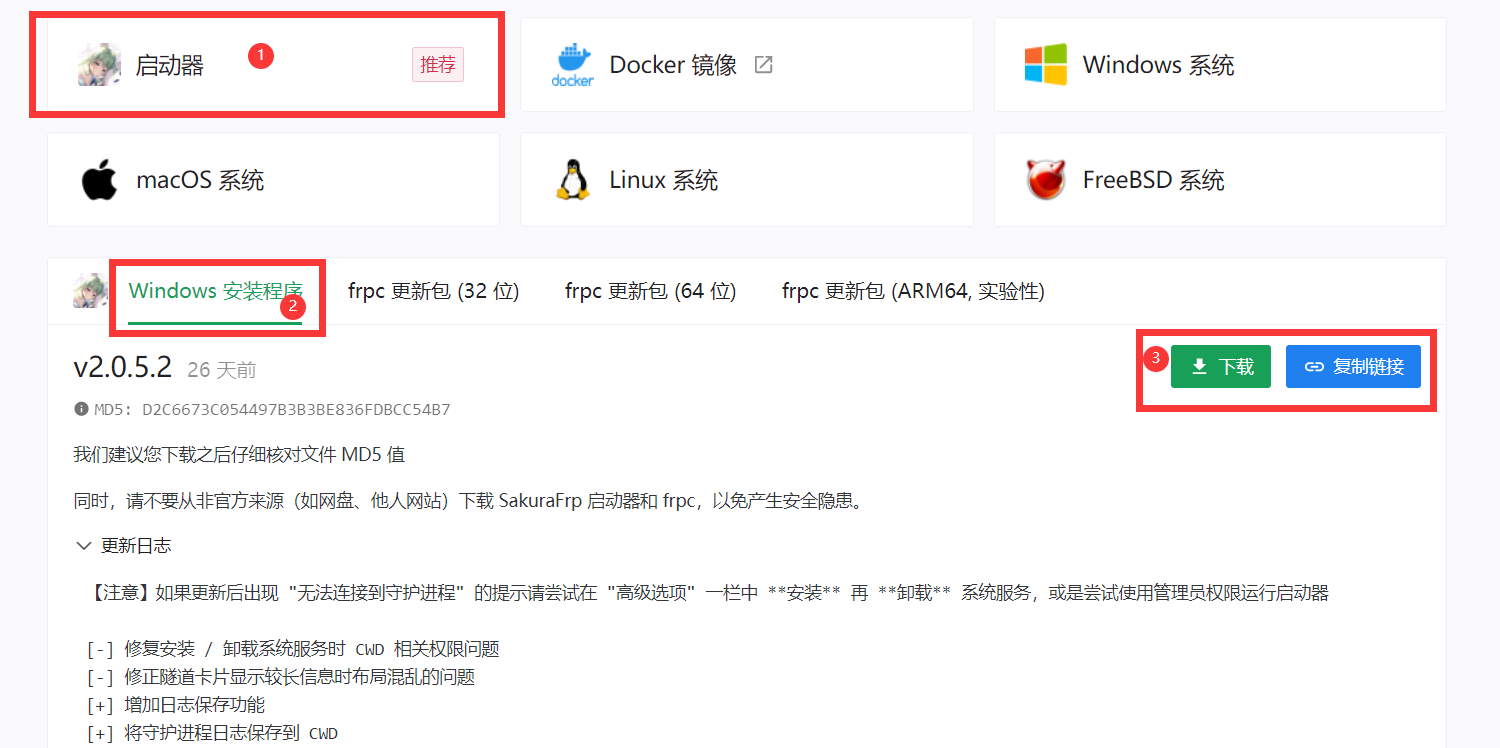 启动器 1 推荐
docker Docker 镜像
Windows 系统
macOS 系统
Linux 系统
FreeBSD 系统
Windows 安装程序 2 frpc 更新包 (32 位) frpc 更新包 (64 位) frpc 更新包 (ARM64, 实验性)
v2.0.5.2 26 天前
3 下载 复制链接
MD5: D2C6673C054497B3B3BE836FDBCC54B7
我们建议您下载之后仔细核对文件 MD5 值
同时，请不要从非官方来源（如网盘、他人网站）下载 SakuraFrp 启动器和 frpc，以免产生安全隐患。
更新日志
【注意】如果更新后出现 "无法连接到守护进程" 的提示请尝试在 "高级选项" 一栏中 **安装** 再 **卸载** 系统服务，或是尝试使用管理员权限运行启动器
[-] 修复安装 / 卸载系统服务时 CWD 相关权限问题
[-] 修正隧道卡片显示较长信息时布局混乱的问题
[+] 增加日志保存功能
[+] 将守护进程日志保存到 CWD